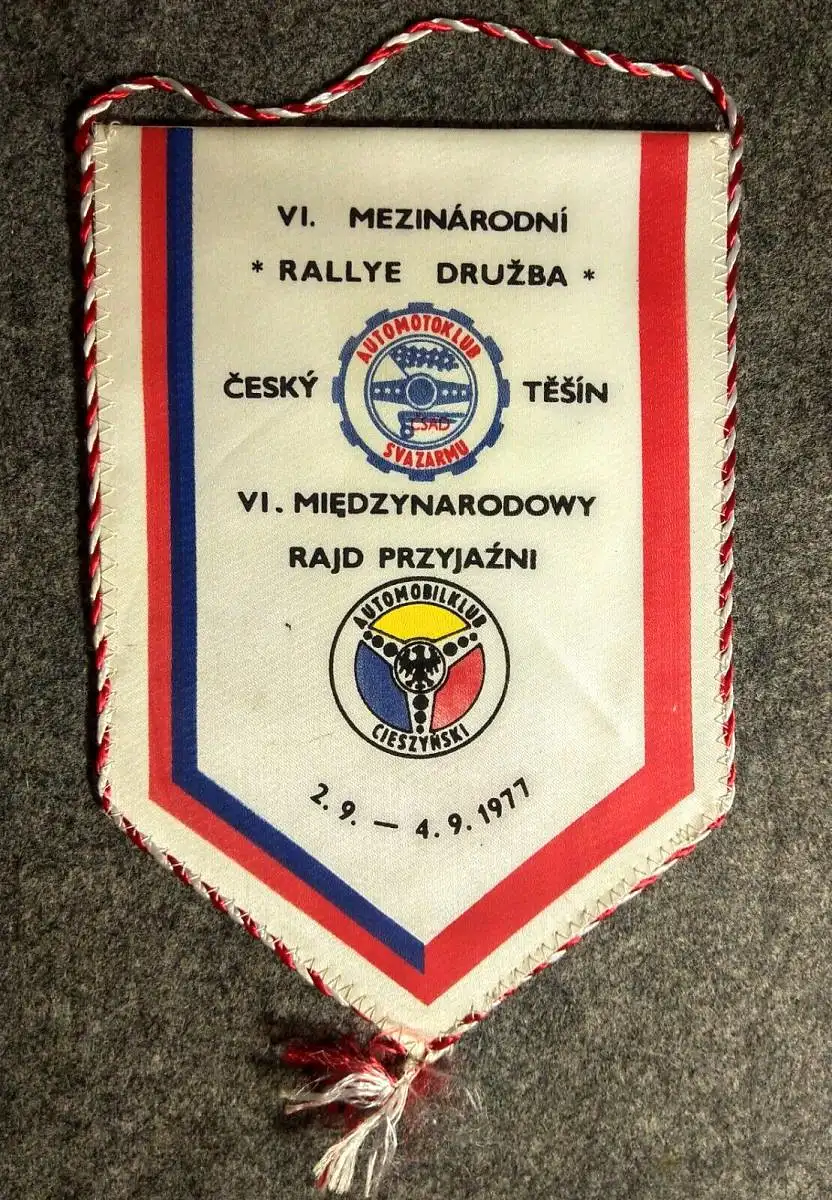 VI. MEZINÁRODNÍ
* RALLYE DRUŽBA *
AUTOMOTOKLUB
ČESKÝ TĚŠÍN
ČSAD
SVAZARMU
VI. MIĘDZYNARODOWY
RAJD PRZYJAŹNI
AUTOMOBILKLUB
CIESZYŃSKI
2.9. — 4.9.1977